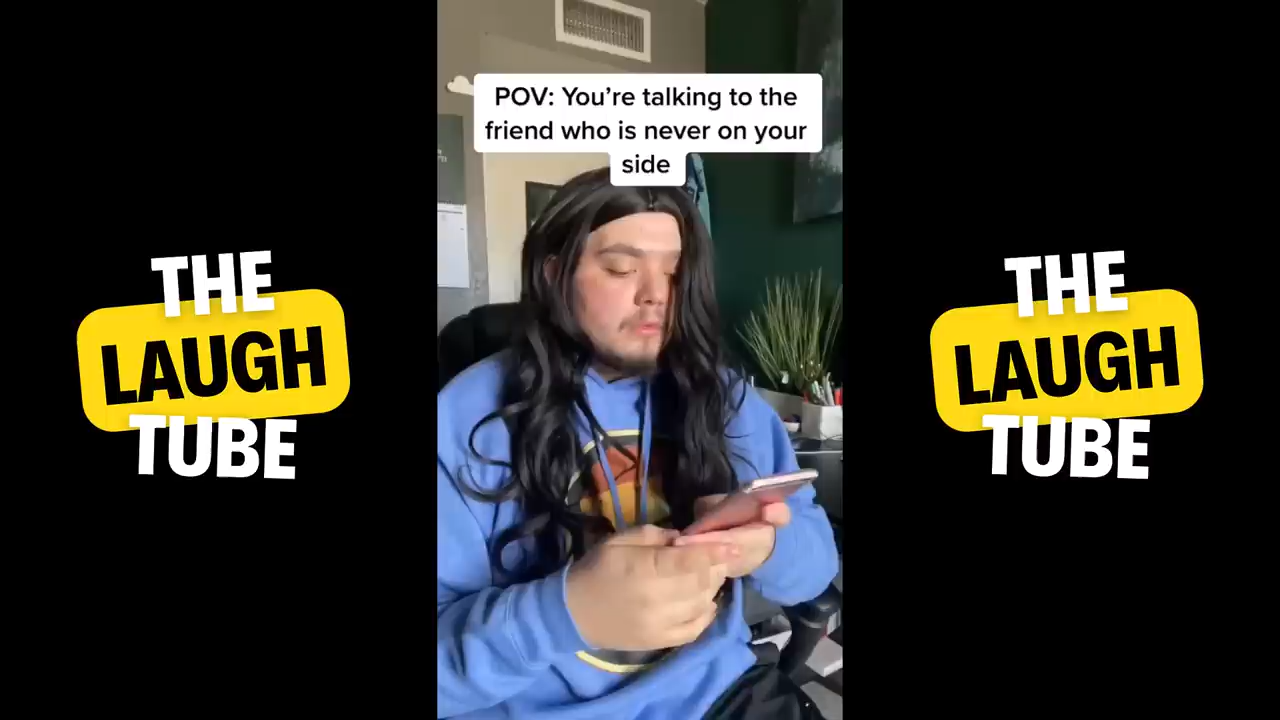 POV: You’re talking to the
friend who is never on your
side
THE
LAUGH
TUBE
THE
LAUGH
TUBE